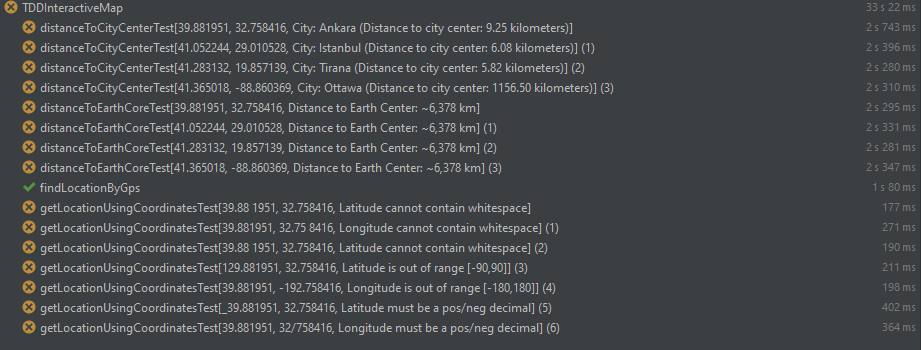 TDDInteractiveMap 33 s 22 ms
distanceToCityCenterTest[39.881951, 32.758416, City: Ankara (Distance to city center: 9.25 kilometers)] 2 s 743 ms
distanceToCityCenterTest[41.052244, 29.010528, City: Istanbul (Distance to city center: 6.08 kilometers)] (1) 2 s 396 ms
distanceToCityCenterTest[41.283132, 19.857139, City: Tirana (Distance to city center: 5.82 kilometers)] (2) 2 s 280 ms
distanceToCityCenterTest[41.365018, -88.860369, City: Ottawa (Distance to city center: 1156.50 kilometers)] (3) 2 s 310 ms
distanceToEarthCoreTest[39.881951, 32.758416, Distance to Earth Center: ~6,378 km] 2 s 295 ms
distanceToEarthCoreTest[41.052244, 29.010528, Distance to Earth Center: ~6,378 km] (1) 2 s 331 ms
distanceToEarthCoreTest[41.283132, 19.857139, Distance to Earth Center: ~6,378 km] (2) 2 s 281 ms
distanceToEarthCoreTest[41.365018, -88.860369, Distance to Earth Center: ~6,378 km] (3) 2 s 347 ms
findLocationByGps 1 s 80 ms
getLocationUsingCoordinatesTest[39.88 1951, 32.758416, Latitude cannot contain whitespace] 177 ms
getLocationUsingCoordinatesTest[39.881951, 32.75 8416, Longitude cannot contain whitespace] (1) 271 ms
getLocationUsingCoordinatesTest[39.88 1951, 32.758416, Latitude cannot contain whitespace] (2) 190 ms
getLocationUsingCoordinatesTest[129.881951, 32.758416, Latitude is out of range [-90,90]] (3) 211 ms
getLocationUsingCoordinatesTest[39.881951, -192.758416, Longitude is out of range [-180,180]] (4) 198 ms
getLocationUsingCoordinatesTest[_39.881951, 32.758416, Latitude must be a pos/neg decimal] (5) 402 ms
getLocationUsingCoordinatesTest[39.881951, 32/758416, Longitude must be a pos/neg decimal] (6) 364 ms